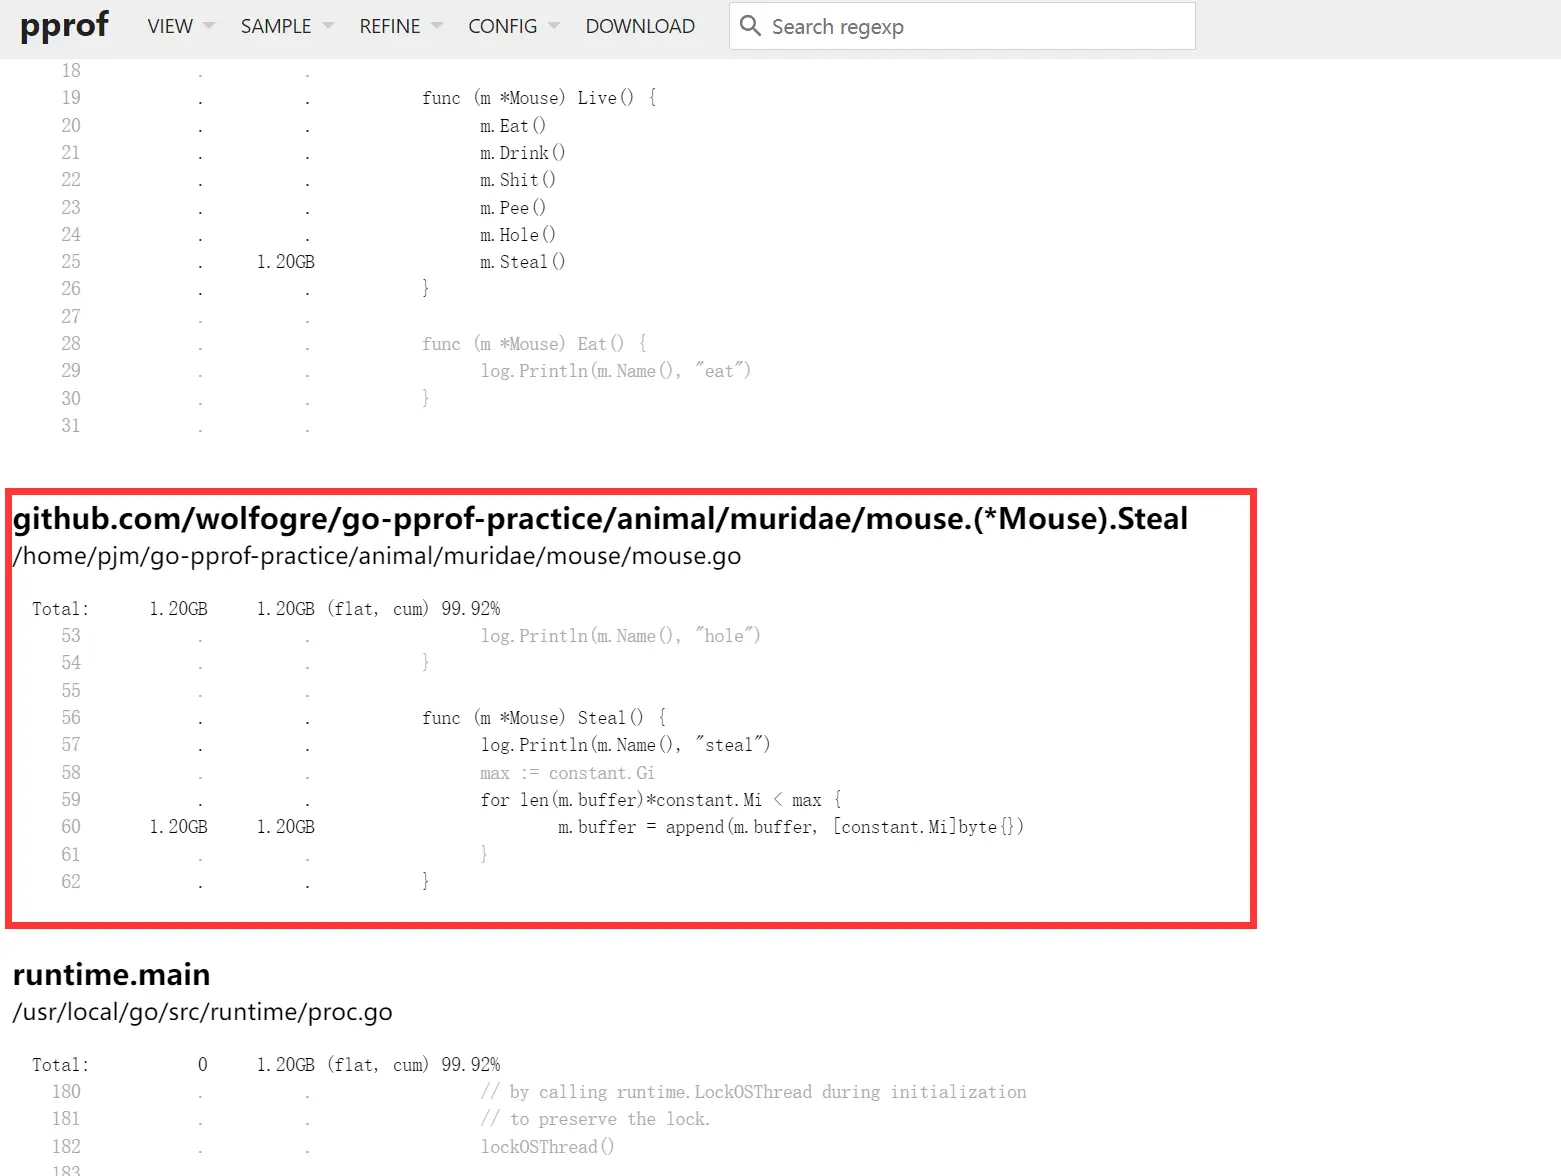 pprof VIEW SAMPLE REFINE CONFIG DOWNLOAD Search regexp
18 . .
19 . . func (m *Mouse) Live() {
20 . . m.Eat()
21 . . m.Drink()
22 . . m.Shit()
23 . . m.Pee()
24 . . m.Hole()
25 . 1.20GB m.Steal()
26 . . }
27 . .
28 . . func (m *Mouse) Eat() {
29 . . log.Println(m.Name(), "eat")
30 . . }
31 . .
github.com/wolfogre/go-pprof-practice/animal/muridae/mouse.(*Mouse).Steal
/home/pjm/go-pprof-practice/animal/muridae/mouse/mouse.go
Total: 1.20GB 1.20GB (flat, cum) 99.92%
53 . . log.Println(m.Name(), "hole")
54 . . }
55 . .
56 . . func (m *Mouse) Steal() {
57 . . log.Println(m.Name(), "steal")
58 . . max := constant.Gi
59 . . for len(m.buffer)*constant.Mi < max {
60 1.20GB 1.20GB m.buffer = append(m.buffer, [constant.Mi]byte{})
61 . . }
62 . . }
runtime.main
/usr/local/go/src/runtime/proc.go
Total: 0 1.20GB (flat, cum) 99.92%
180 . . // by calling runtime.LockOSThread during initialization
181 . . // to preserve the lock.
182 . . lockOSThread()
183